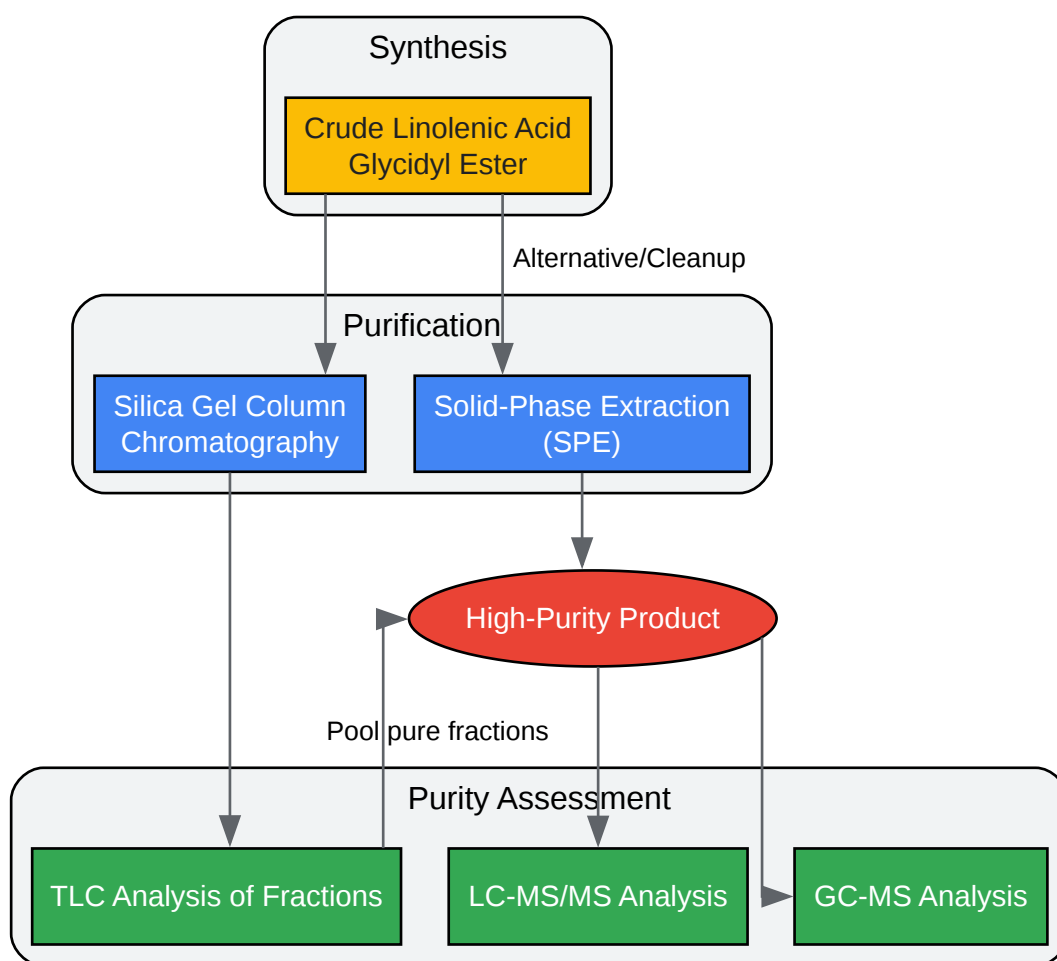 Synthesis
Crude Linolenic Acid
Glycidyl Ester
Alternative/Cleanup
Purification
Silica Gel Column
Chromatography
Solid-Phase Extraction
(SPE)
High-Purity Product
Pool pure fractions
Purity Assessment
TLC Analysis of Fractions
LC-MS/MS Analysis
GC-MS Analysis